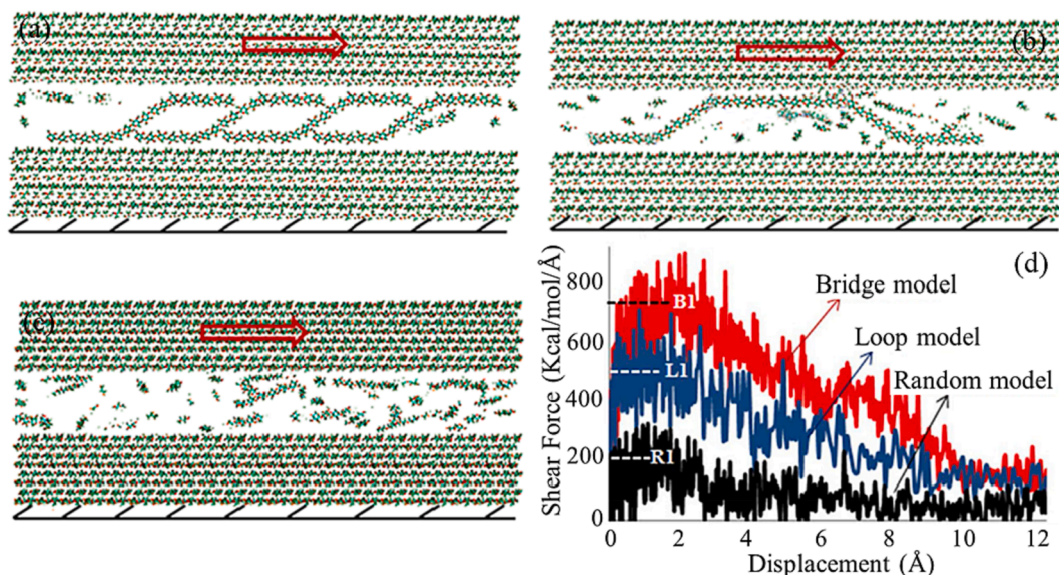 (a)
(b)
(c)
(d)
Shear Force (Kcal/mol/Å)
800
600
400
200
0
B1
L1
R1
Bridge model
Loop model
Random model
0 2 4 6 8 10 12
Displacement (Å)